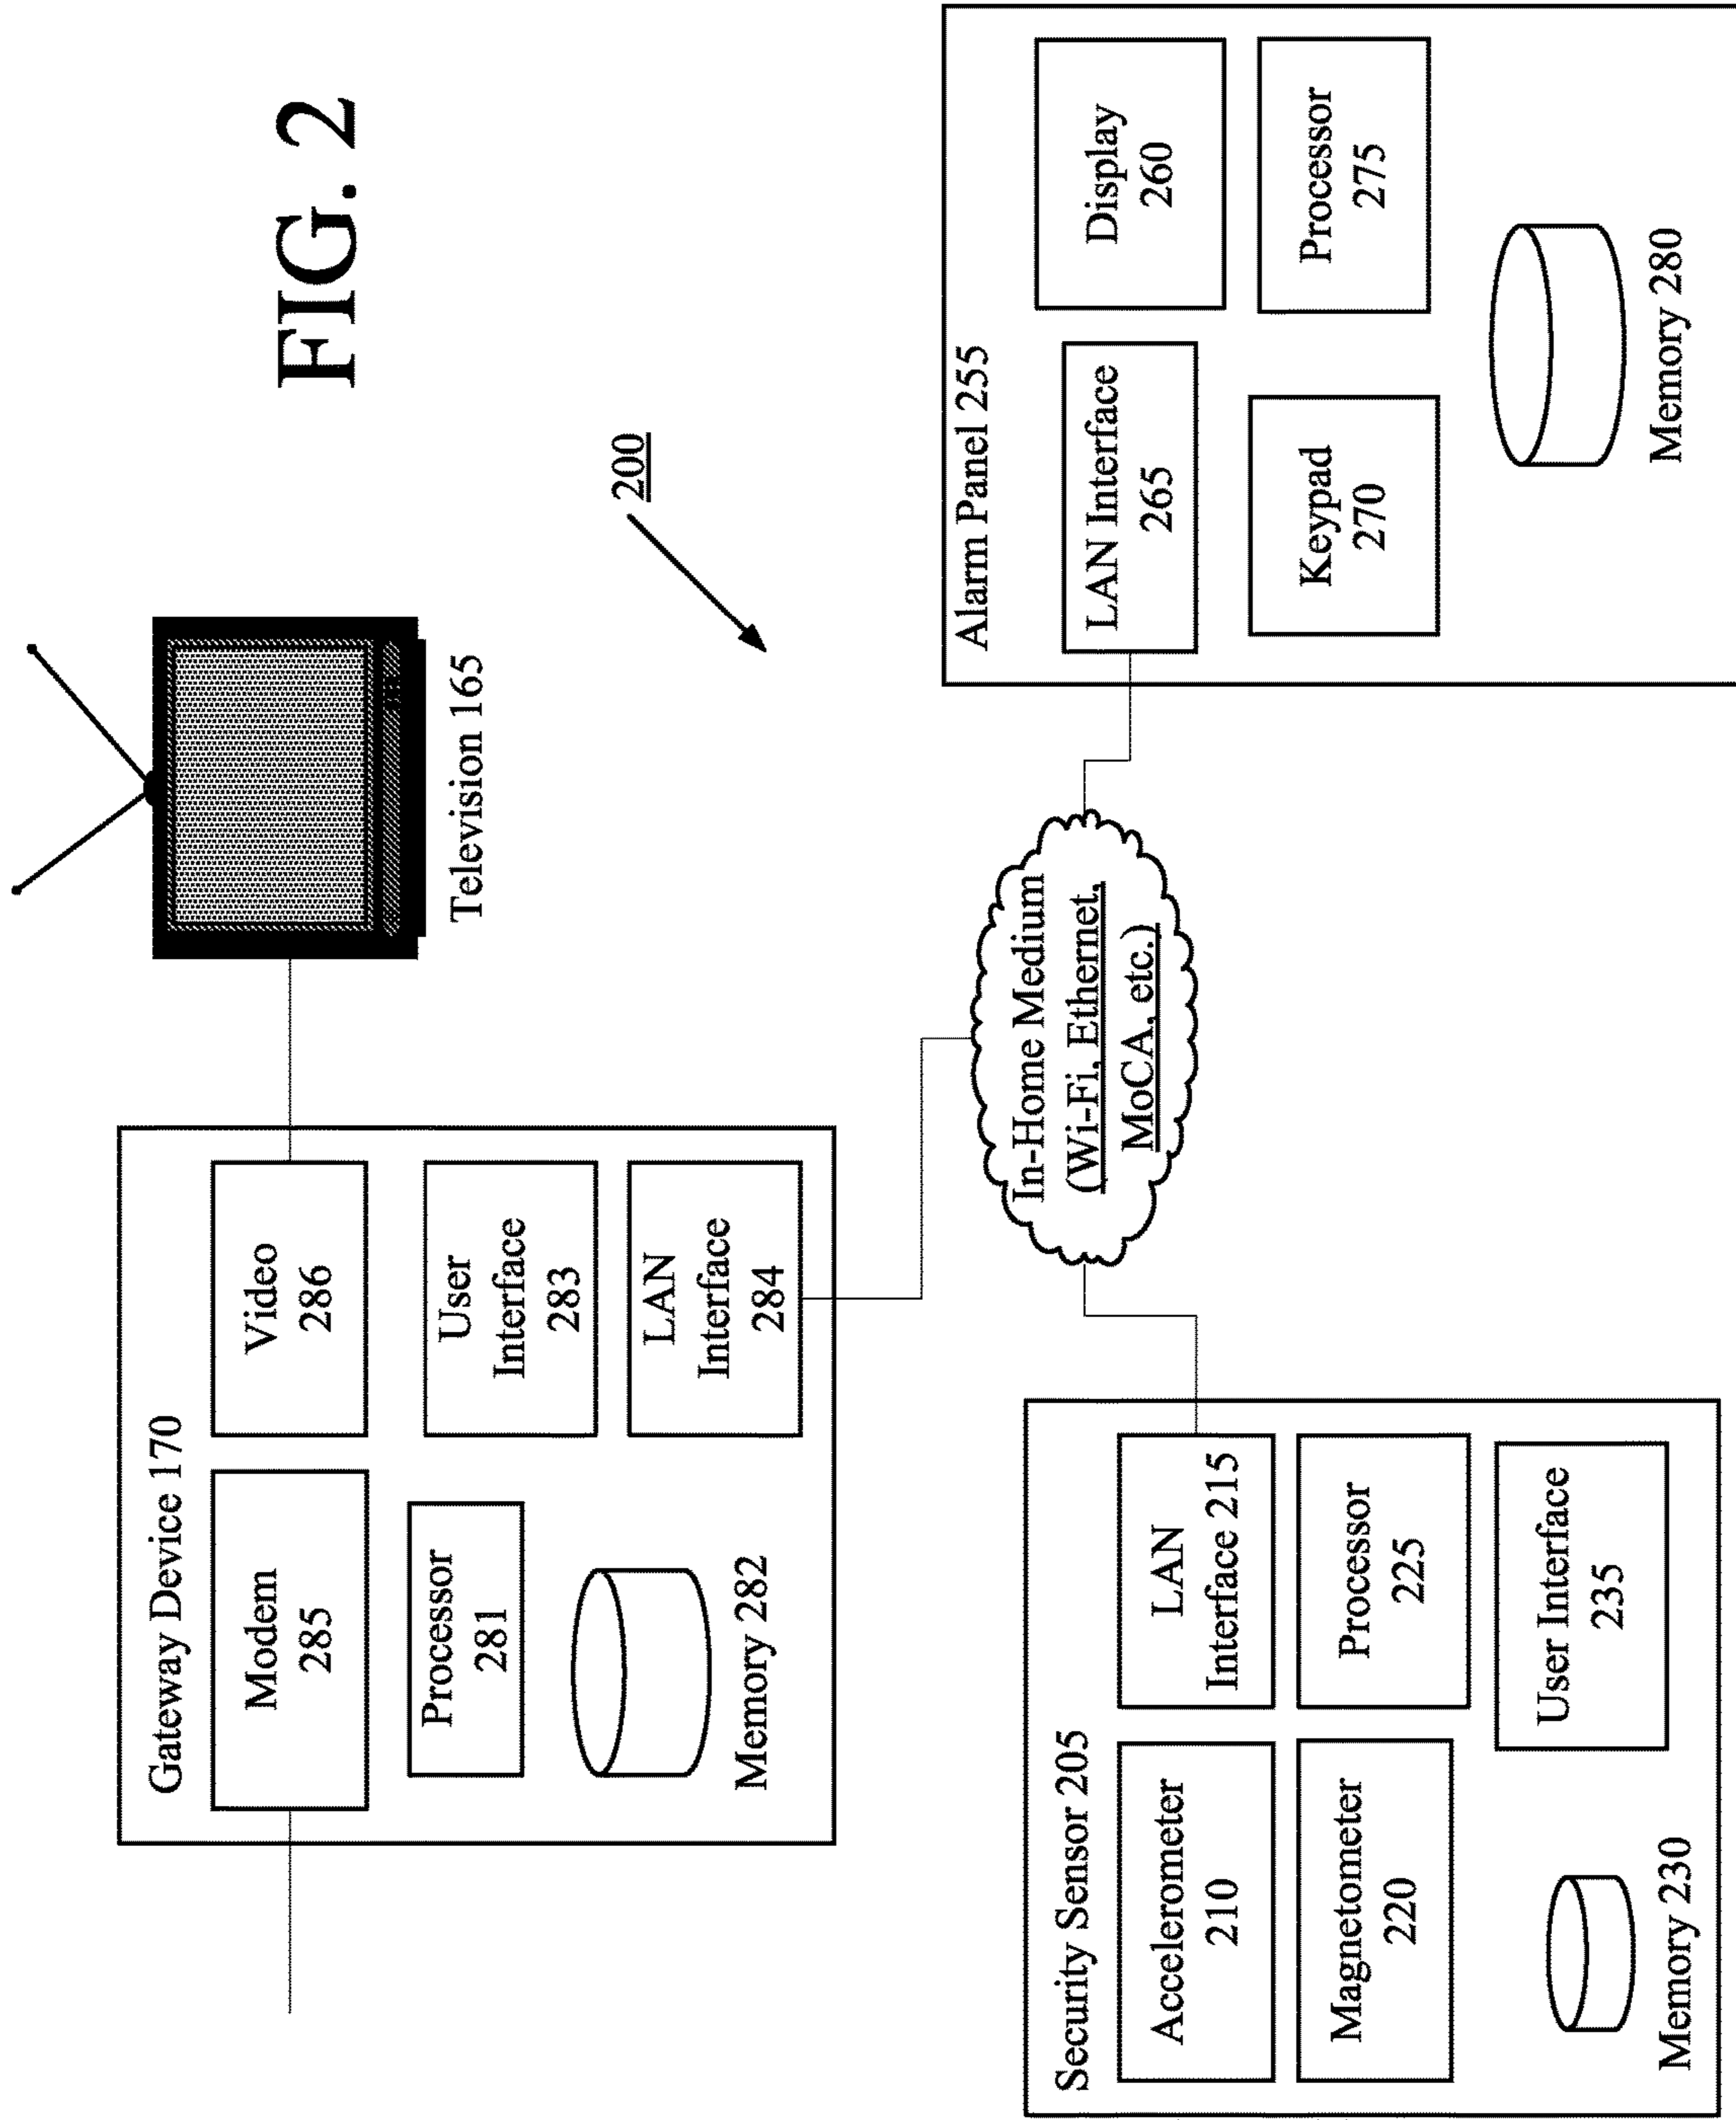 FIG. 2
200
Gateway Device 170
Modem
285
Video
286
Processor
281
User
Interface
283
Memory 282
LAN
Interface
284
Television 165
In-Home Medium
(Wi-Fi, Ethernet,
MoCA, etc.)
Security Sensor 205
Accelerometer
210
LAN
Interface 215
Magnetometer
220
Processor
225
Memory 230
User Interface
235
Alarm Panel 255
LAN Interface
265
Display
260
Keypad
270
Processor
275
Memory 280